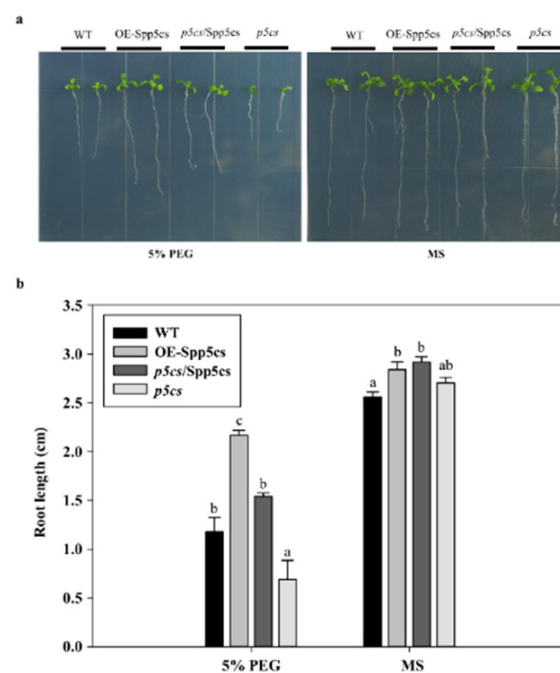 a
WT OE-Spp5cs p5cs/Spp5cs p5cs WT OE-Spp5cs p5cs/Spp5cs p5cs
5% PEG MS
b
3.5
3.0
2.5
2.0
1.5
1.0
0.5
0.0
Root length (cm)
WT
OE-Spp5cs
p5cs/Spp5cs
p5cs
b c b a a b b ab
5% PEG MS